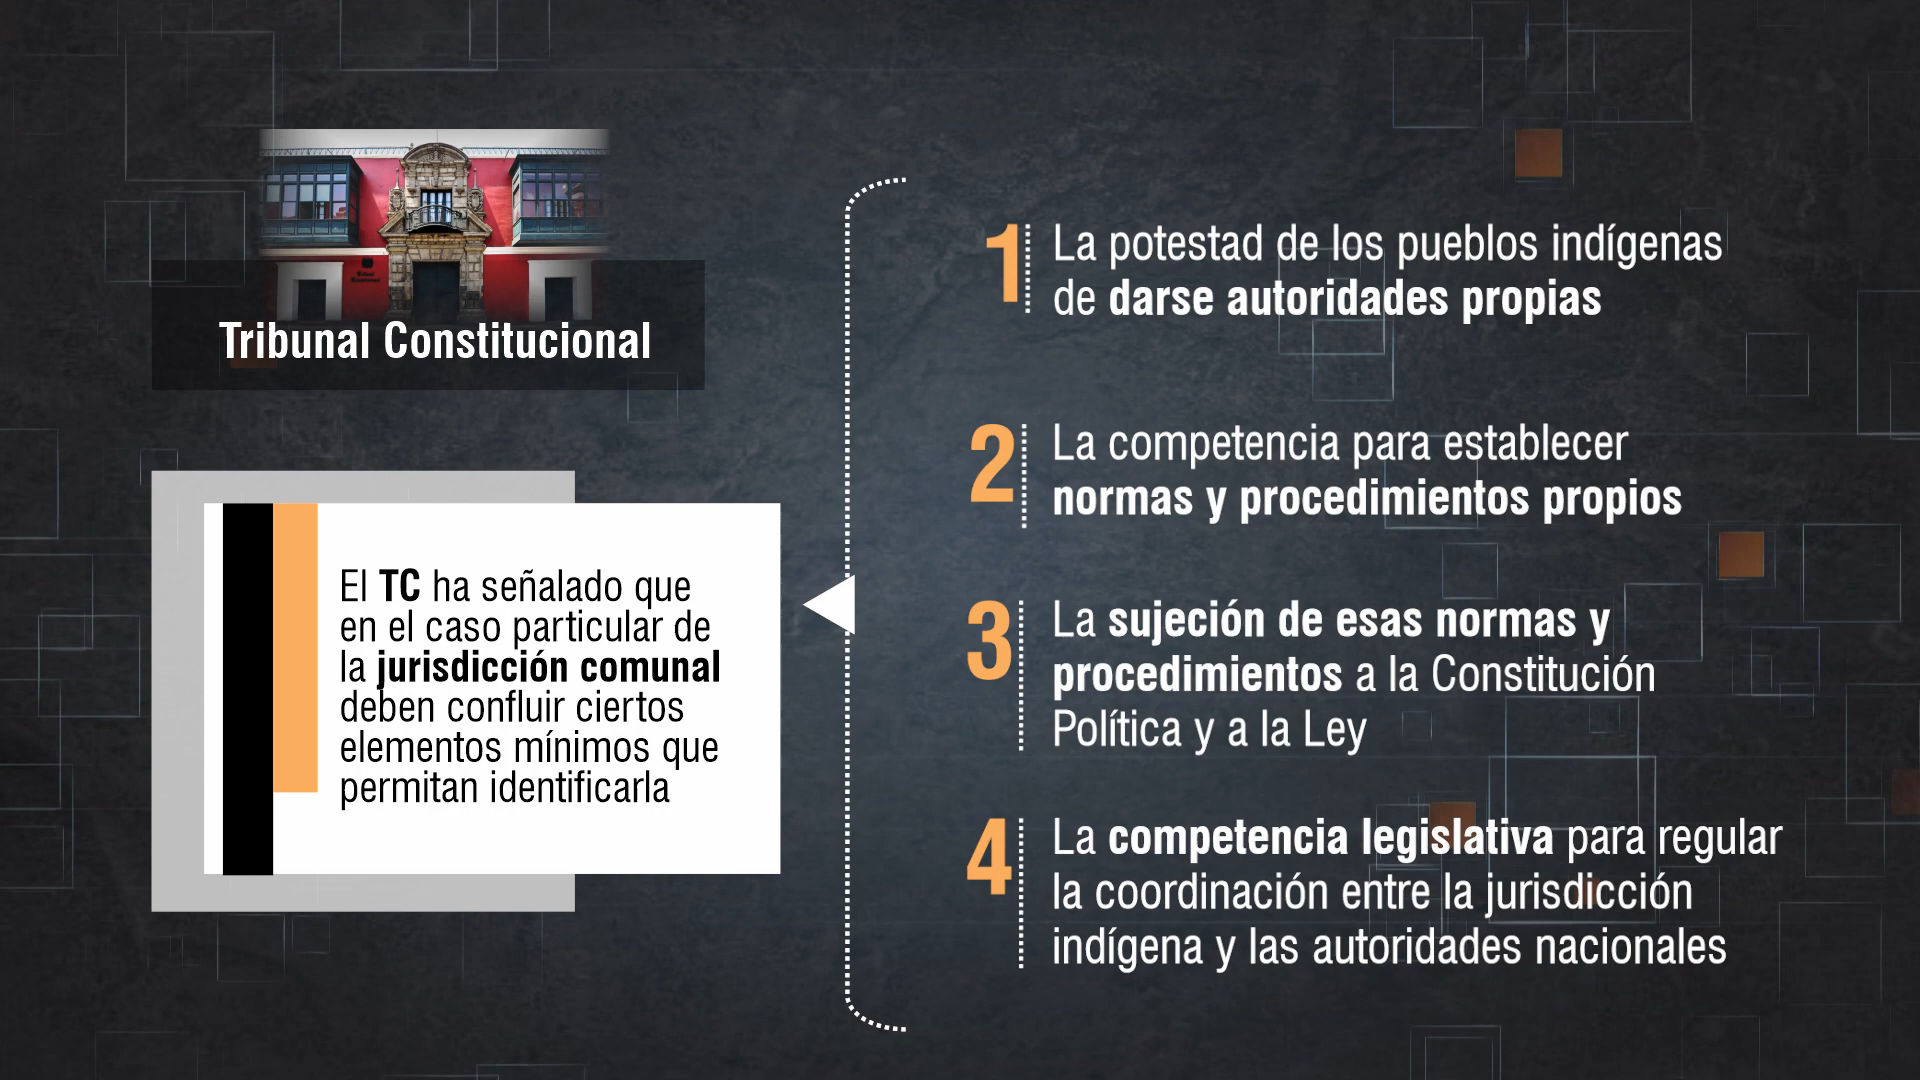 Tribunal Constitucional
El TC ha señalado que
en el caso particular de
la jurisdicción comunal
deben confluir ciertos
elementos mínimos que
permitan identificarla
1
La potestad de los pueblos indígenas
de darse autoridades propias
2
La competencia para establecer
normas y procedimientos propios
3
La sujeción de esas normas y
procedimientos a la Constitución
Política y a la Ley
4
La competencia legislativa para regular
la coordinación entre la jurisdicción
indígena y las autoridades nacionales